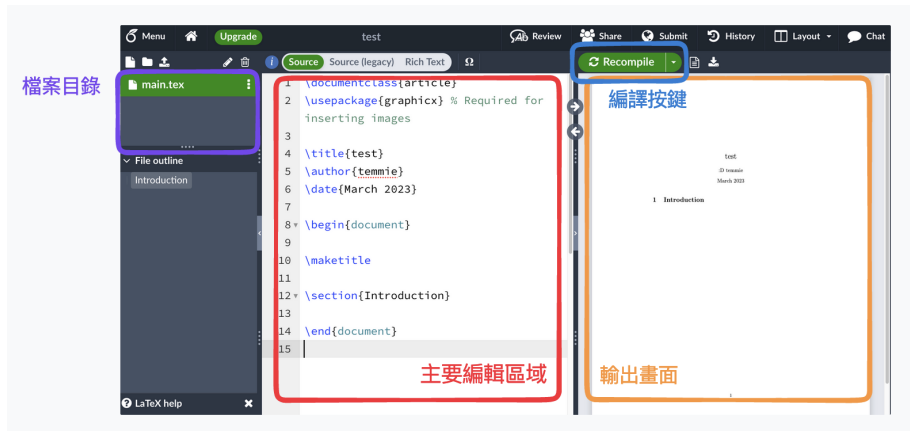 Menu Upgrade test Review Share Submit History Layout Chat
Source Source (legacy) Rich Text Ω Recompile
檔案目錄
main.tex
編譯按鍵
File outline
Introduction
1 \documentclass{article}
2 \usepackage{graphicx} % Required for
inserting images
3
4 \title{test}
5 \author{temmie}
6 \date{March 2023}
7
8 \begin{document}
9
10 \maketitle
11
12 \section{Introduction}
13
14 \end{document}
15
主要編輯區域
test
:D temmie
March 2023
1 Introduction
輸出畫面
1
LaTeX help